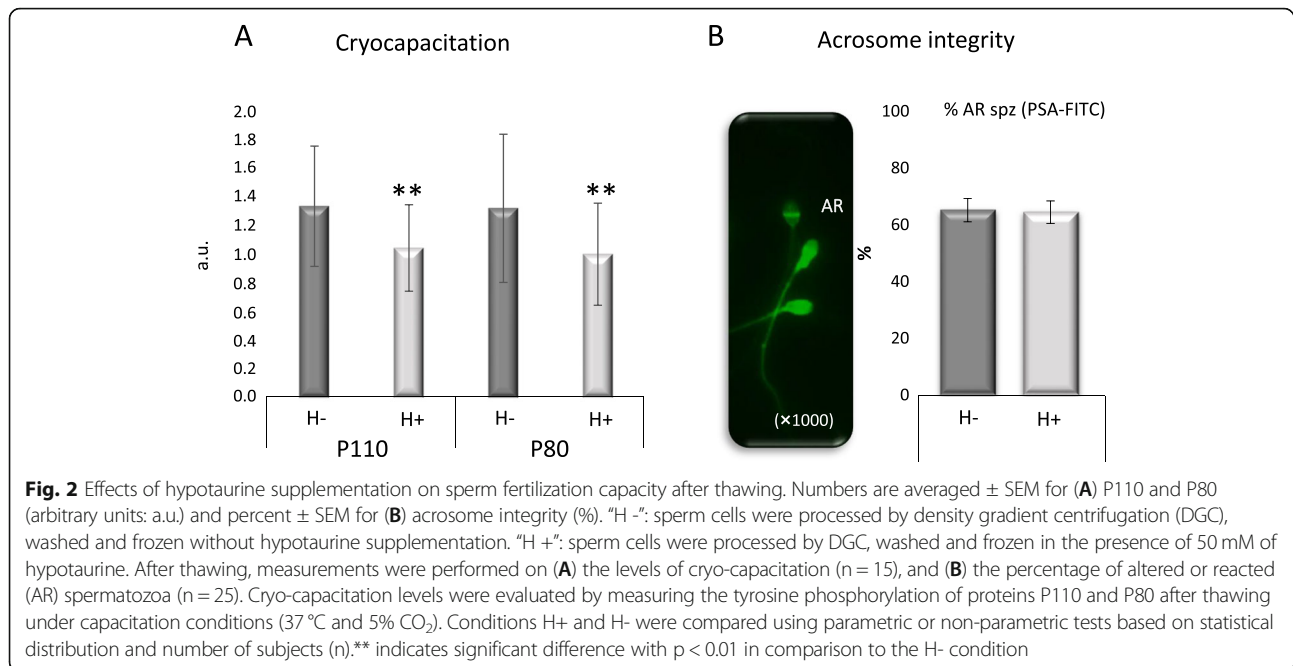 A Cryocapacitation
2.0
1.8
1.6
1.4
1.2
1.0
0.8
0.6
0.4
0.2
0.0
a.u.
** **
H- H+ H- H+
P110 P80
B Acrosome integrity
100
80
60
40
20
0
%
% AR spz (PSA-FITC)
AR
(×1000)
H- H+
Fig. 2 Effects of hypotaurine supplementation on sperm fertilization capacity after thawing. Numbers are averaged ± SEM for (A) P110 and P80
(arbitrary units: a.u.) and percent ± SEM for (B) acrosome integrity (%). “H -”: sperm cells were processed by density gradient centrifugation (DGC),
washed and frozen without hypotaurine supplementation. “H +”: sperm cells were processed by DGC, washed and frozen in the presence of 50 mM of
hypotaurine. After thawing, measurements were performed on (A) the levels of cryo-capacitation (n = 15), and (B) the percentage of altered or reacted
(AR) spermatozoa (n = 25). Cryo-capacitation levels were evaluated by measuring the tyrosine phosphorylation of proteins P110 and P80 after thawing
under capacitation conditions (37 °C and 5% CO₂). Conditions H+ and H- were compared using parametric or non-parametric tests based on statistical
distribution and number of subjects (n).** indicates significant difference with p < 0.01 in comparison to the H- condition